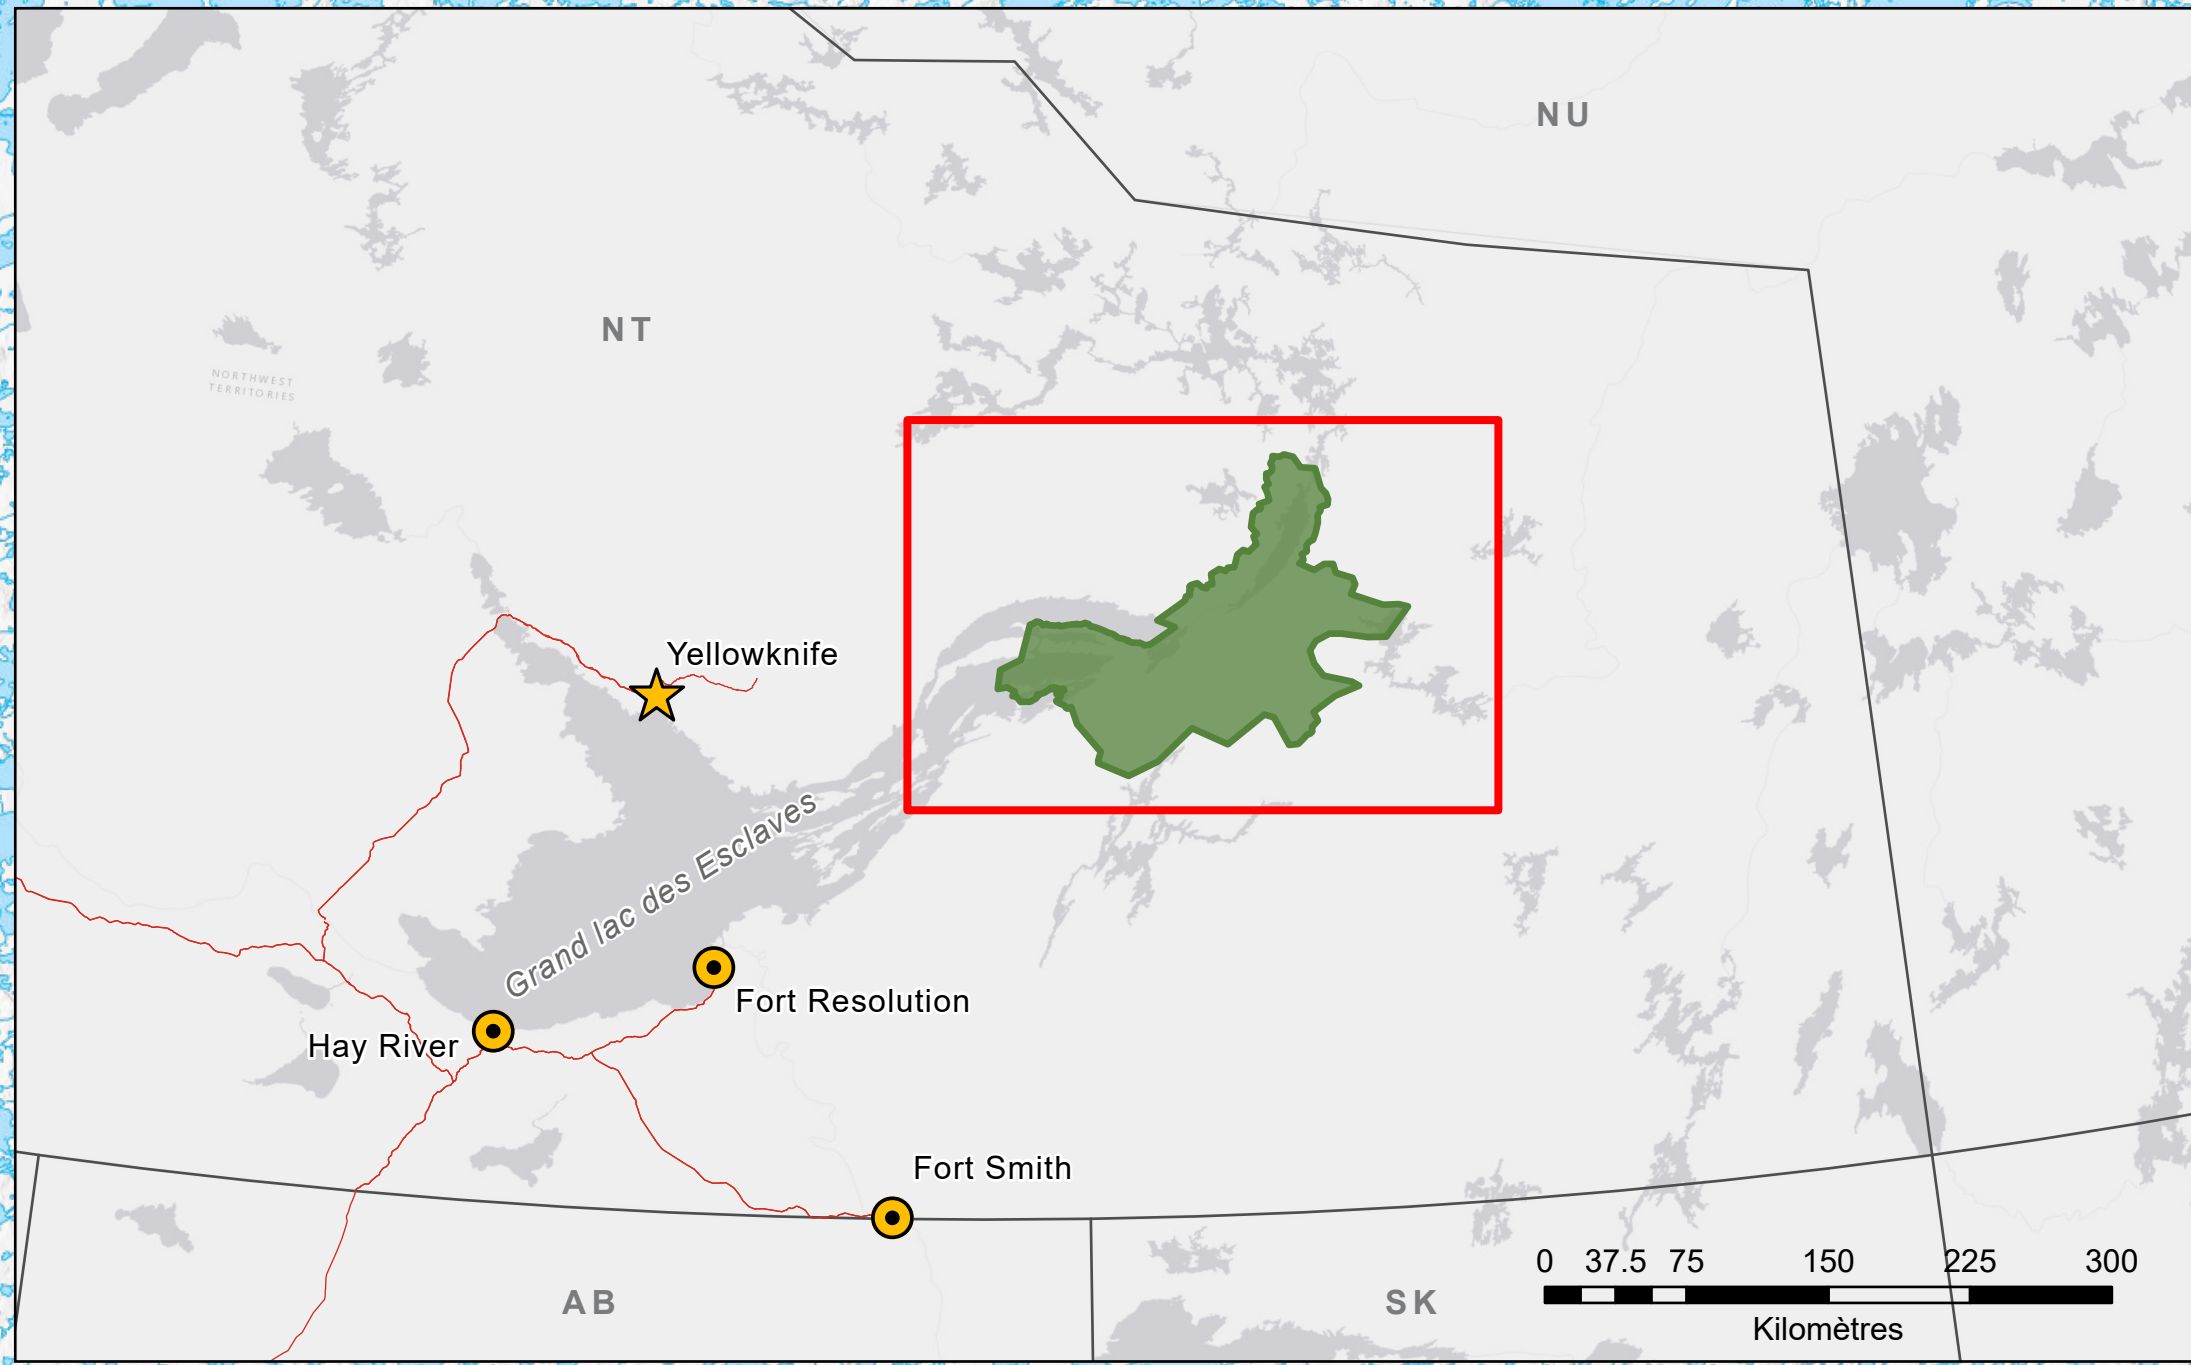 NU
NT
NORTHWEST
TERRITORIES
Yellowknife
Grand lac des Esclaves
Fort Resolution
Hay River
Fort Smith
AB
SK
0 37.5 75 150 225 300
Kilomètres